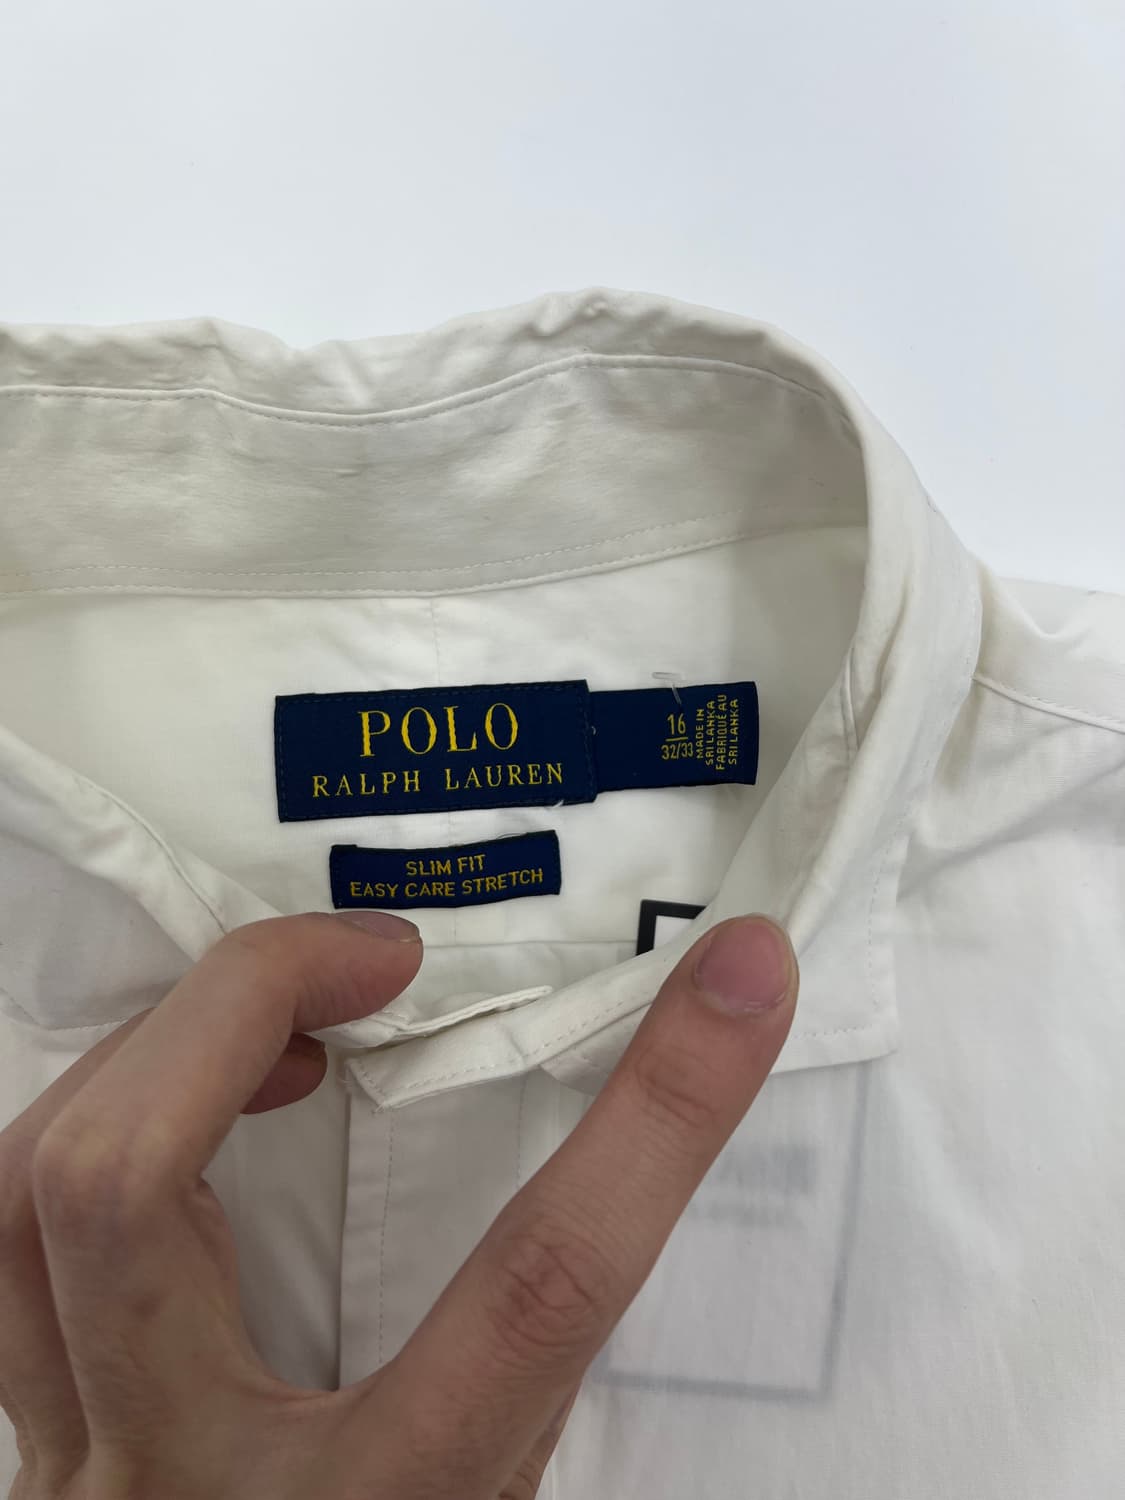 POLO
RALPH LAUREN
16
32/33
MADE IN
SRI LANKA
FABRIQUÉ AU
SRI LANKA
SLIM FIT
EASY CARE STRETCH